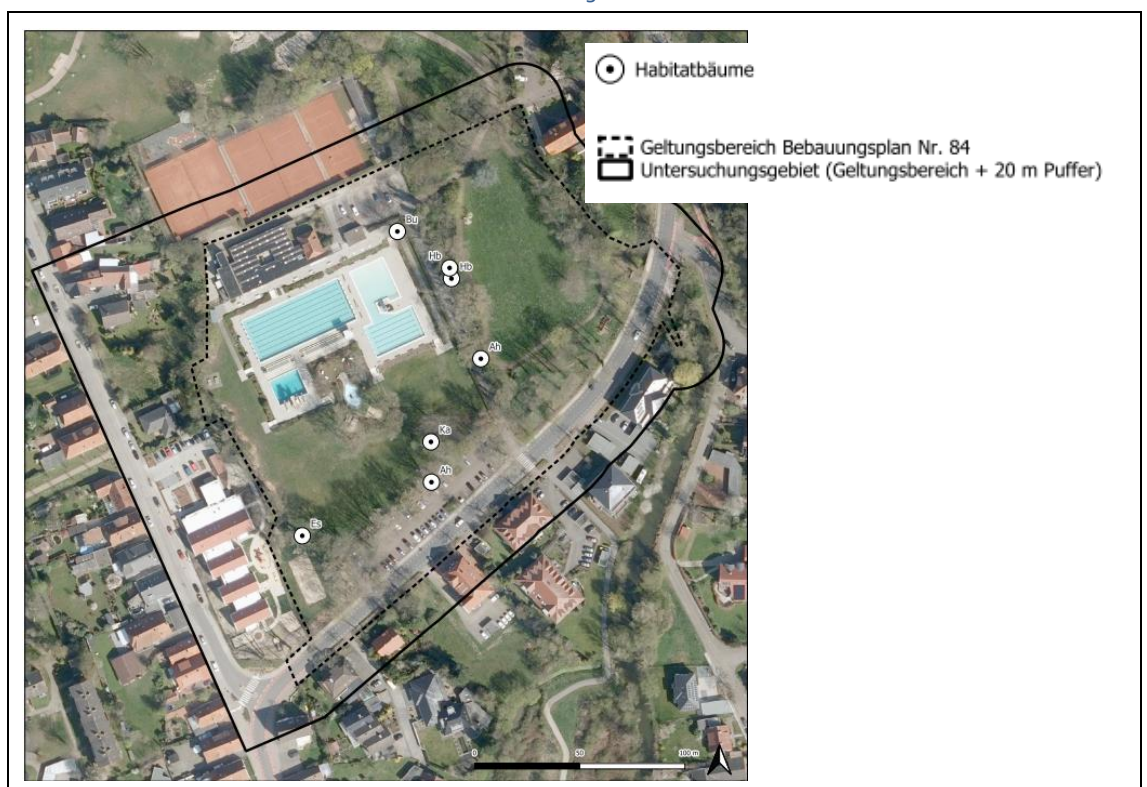 Habitatbäume
Geltungsbereich Bebauungsplan Nr. 84
Untersuchungsgebiet (Geltungsbereich + 20 m Puffer)
Bu
Hb
Hb
Ah
Ka
Ah
Es
0 50 100 m